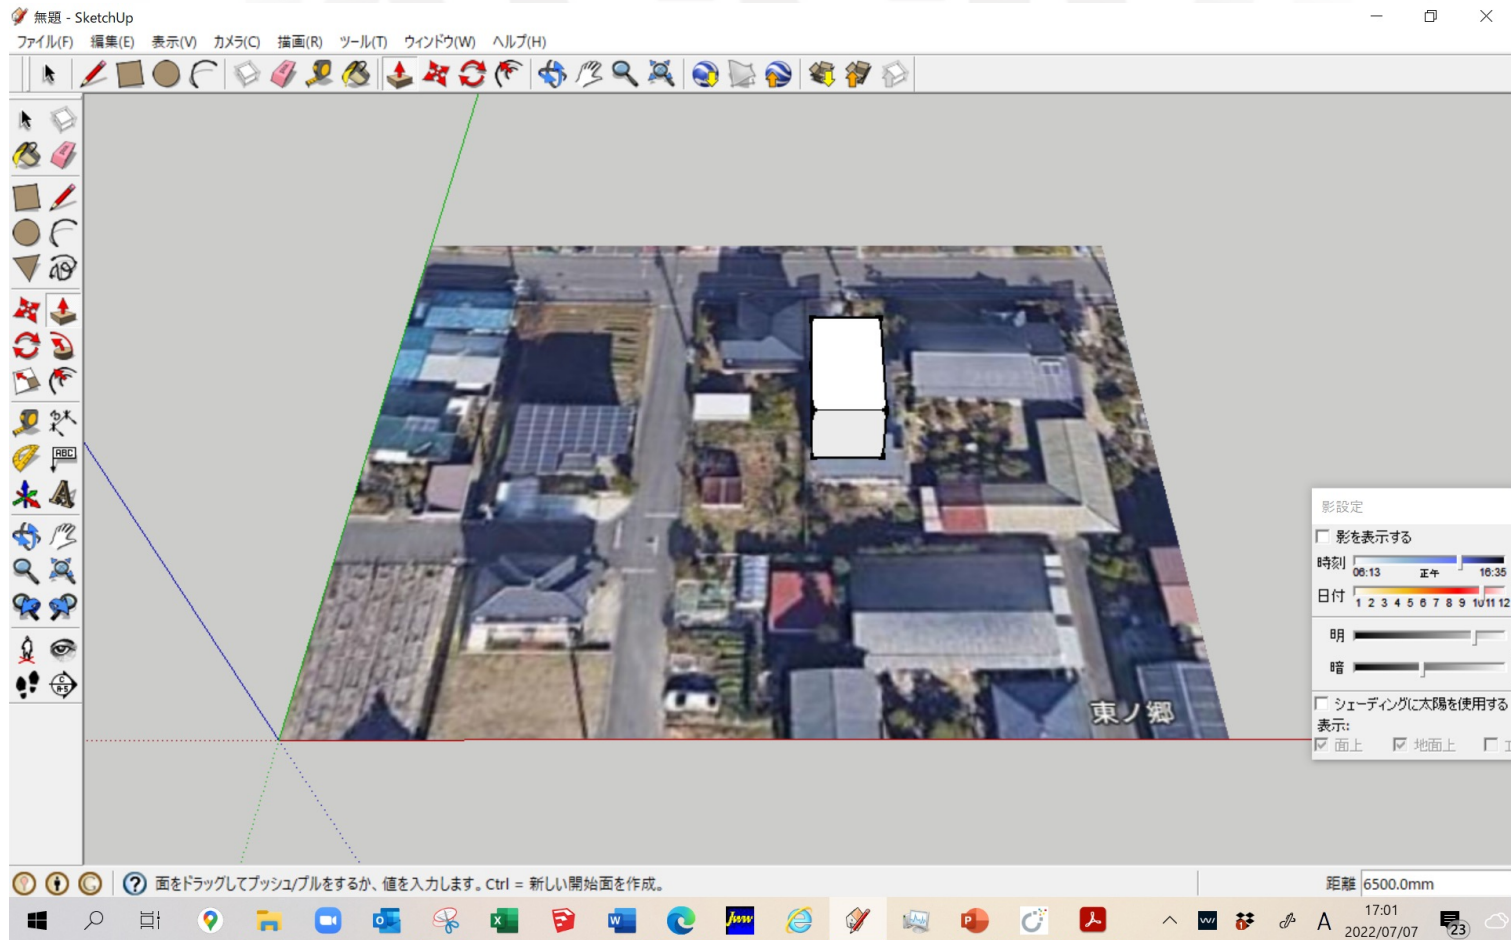 無題 - SketchUp
ファイル(F) 編集(E) 表示(V) カメラ(C) 描画(R) ツール(T) ウィンドウ(W) ヘルプ(H)
ABC
影設定
影を表示する
時刻
06:13 正午 16:35
日付
1 2 3 4 5 6 7 8 9 10 11 12
明
暗
シェーディングに太陽を使用する
表示:
面上 地面上
東ノ郷
面をドラッグしてプッシュ/プルをするか、値を入力します。Ctrl = 新しい開始面を作成。
距離 6500.0mm
Jww
A
17:01
2022/07/07
23